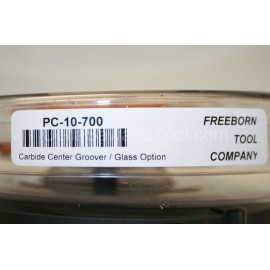 PC-10-700
Carbide Center Groover / Glass Option
FREEBORN
TOOL
COMPANY